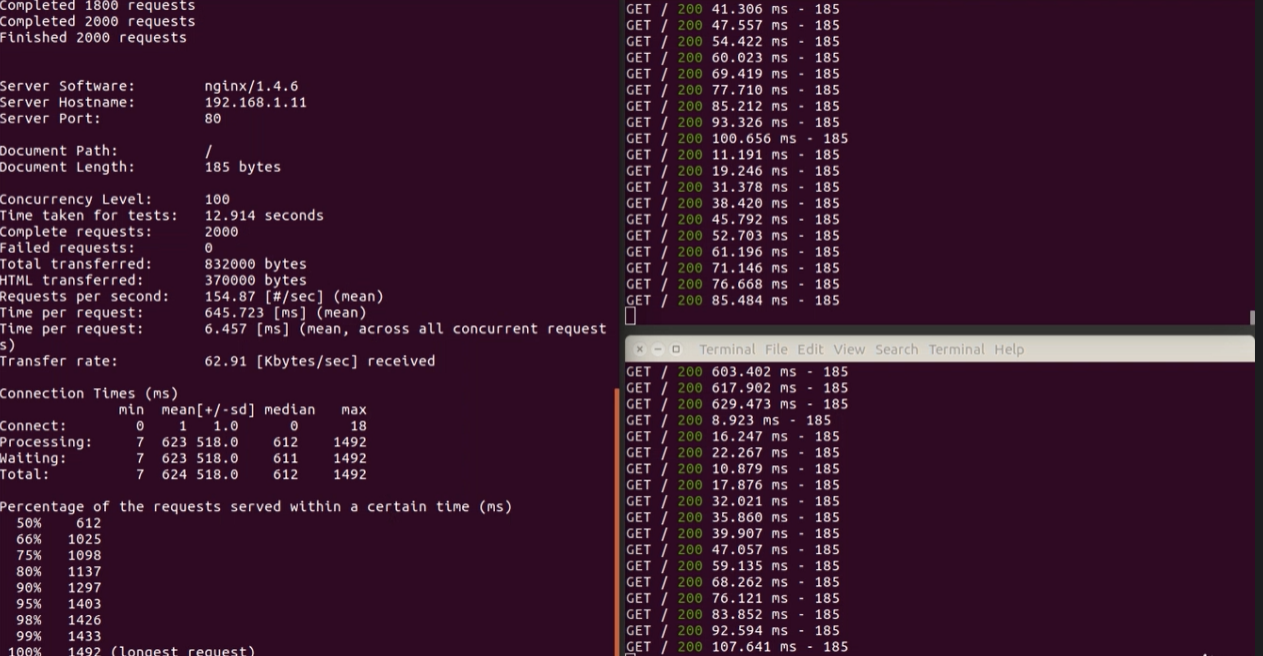 Completed 1800 requests
Completed 2000 requests
Finished 2000 requests
Server Software:        nginx/1.4.6
Server Hostname:        192.168.1.11
Server Port:            80
Document Path:          /
Document Length:        185 bytes
Concurrency Level:      100
Time taken for tests:   12.914 seconds
Complete requests:      2000
Failed requests:        0
Total transferred:      832000 bytes
HTML transferred:       370000 bytes
Requests per second:    154.87 [#/sec] (mean)
Time per request:       645.723 [ms] (mean)
Time per request:       6.457 [ms] (mean, across all concurrent request
s)
Transfer rate:          62.91 [Kbytes/sec] received
Connection Times (ms)
              min  mean[+/-sd] median   max
Connect:        0    1   1.0      0      18
Processing:     7  623 518.0    612    1492
Waiting:        7  623 518.0    611    1492
Total:          7  624 518.0    612    1492
Percentage of the requests served within a certain time (ms)
  50%    612
  66%   1025
  75%   1098
  80%   1137
  90%   1297
  95%   1403
  98%   1426
  99%   1433
 100%   1492 (longest request)
GET / 200 41.306 ms - 185
GET / 200 47.557 ms - 185
GET / 200 54.422 ms - 185
GET / 200 60.023 ms - 185
GET / 200 69.419 ms - 185
GET / 200 77.710 ms - 185
GET / 200 85.212 ms - 185
GET / 200 93.326 ms - 185
GET / 200 100.656 ms - 185
GET / 200 11.191 ms - 185
GET / 200 19.246 ms - 185
GET / 200 31.378 ms - 185
GET / 200 38.420 ms - 185
GET / 200 45.792 ms - 185
GET / 200 52.703 ms - 185
GET / 200 61.196 ms - 185
GET / 200 71.146 ms - 185
GET / 200 76.668 ms - 185
GET / 200 85.484 ms - 185
Terminal File Edit View Search Terminal Help
GET / 200 603.402 ms - 185
GET / 200 617.902 ms - 185
GET / 200 629.473 ms - 185
GET / 200 8.923 ms - 185
GET / 200 16.247 ms - 185
GET / 200 22.267 ms - 185
GET / 200 10.879 ms - 185
GET / 200 17.876 ms - 185
GET / 200 32.021 ms - 185
GET / 200 35.860 ms - 185
GET / 200 39.907 ms - 185
GET / 200 47.057 ms - 185
GET / 200 59.135 ms - 185
GET / 200 68.262 ms - 185
GET / 200 76.121 ms - 185
GET / 200 83.852 ms - 185
GET / 200 92.594 ms - 185
GET / 200 107.641 ms - 185